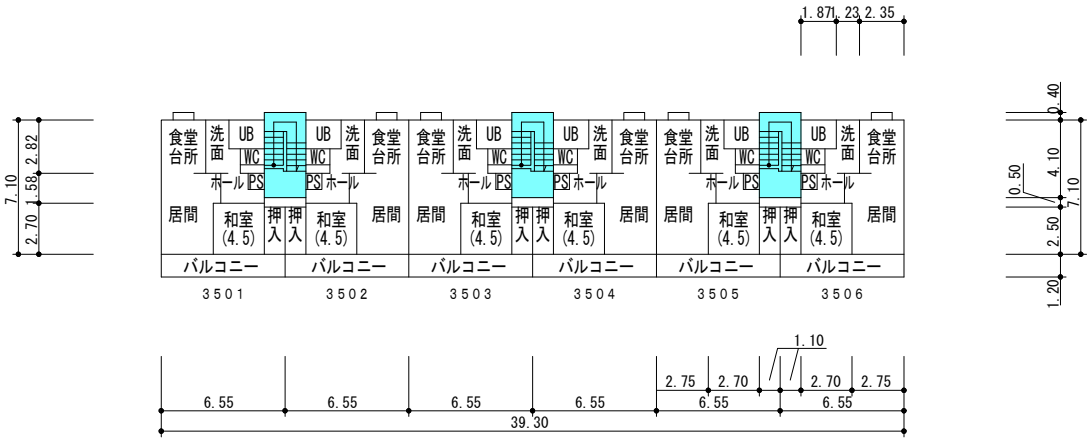 1.87 1.23 2.35
0.40
食堂 洗 UB UB 洗 食堂 食堂 洗 UB UB 洗 食堂 食堂 洗 UB UB 洗 食堂
台所 面 WC WC 面 台所 台所 面 WC WC 面 台所 台所 面 WC WC 面 台所
ホール PS PS ホール ホール PS PS ホール ホール PS PS ホール
居間 和室 押 押 和室 居間 居間 和室 押 押 和室 居間 居間 和室 押 押 和室 居間
(4.5) 入 入 (4.5) (4.5) 入 入 (4.5) (4.5) 入 入 (4.5)
バルコニー バルコニー バルコニー バルコニー バルコニー バルコニー
3501 3502 3503 3504 3505 3506
7.10
2.82
1.58
2.70
4.10
0.50
7.10
2.50
1.20
1.10
2.75 2.70 2.70 2.75
6.55 6.55 6.55 6.55 6.55 6.55
39.30